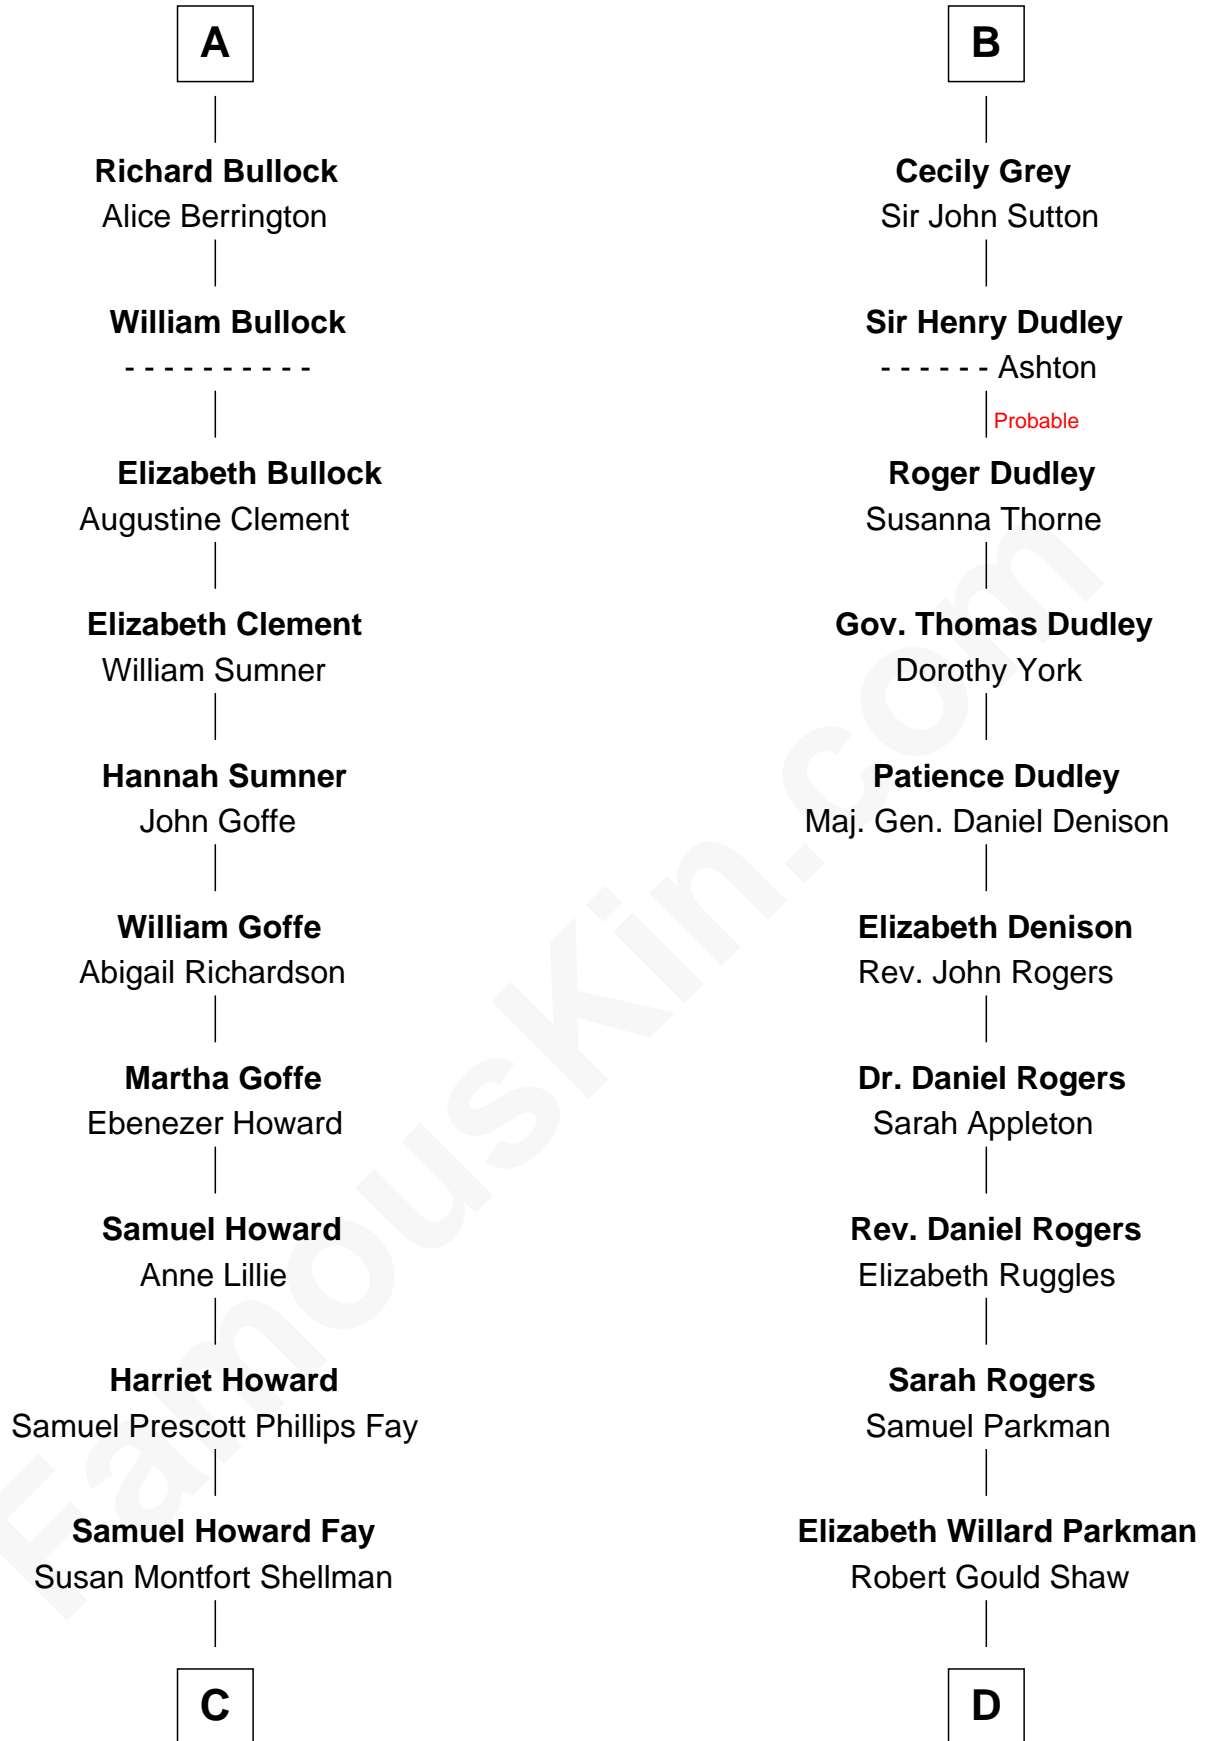 A
Richard Bullock
Alice Berrington
William Bullock
- - - - - - - - - -
Elizabeth Bullock
Augustine Clement
Elizabeth Clement
William Sumner
Hannah Sumner
John Goffe
William Goffe
Abigail Richardson
Martha Goffe
Ebenezer Howard
Samuel Howard
Anne Lillie
Harriet Howard
Samuel Prescott Phillips Fay
Samuel Howard Fay
Susan Montfort Shellman
C
B
Cecily Grey
Sir John Sutton
Sir Henry Dudley
- - - - - - Ashton
Probable
Roger Dudley
Susanna Thorne
Gov. Thomas Dudley
Dorothy York
Patience Dudley
Maj. Gen. Daniel Denison
Elizabeth Denison
Rev. John Rogers
Dr. Daniel Rogers
Sarah Appleton
Rev. Daniel Rogers
Elizabeth Ruggles
Sarah Rogers
Samuel Parkman
Elizabeth Willard Parkman
Robert Gould Shaw
D
FamousKin.com